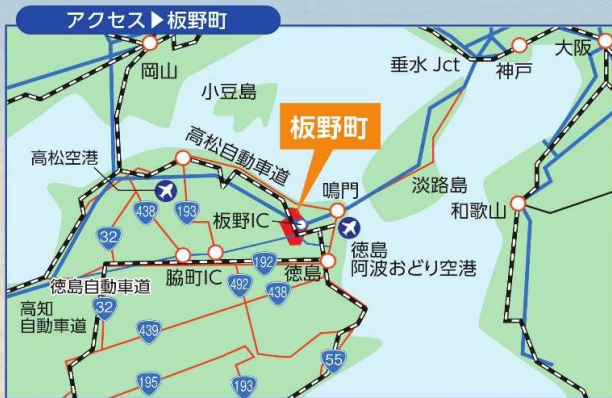 アクセス▶板野町
岡山
小豆島
垂水 Jct
神戸
大阪
板野町
高松自動車道
高松空港
鳴門
淡路島
和歌山
438
193
板野IC
32
徳島
阿波おどり空港
192
徳島
脇町IC
徳島自動車道
492
438
高知
自動車道
32
439
55
195
193